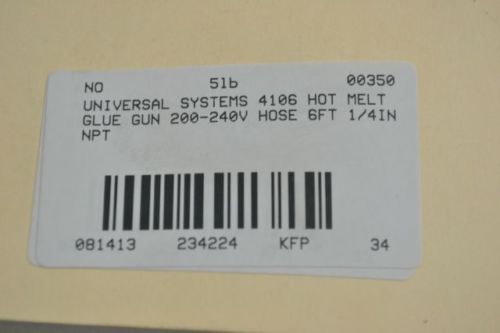 NO 5lb 00350
UNIVERSAL SYSTEMS 4106 HOT MELT
GLUE GUN 200-240V HOSE 6FT 1/4IN
NPT
081413 234224 KFP 34